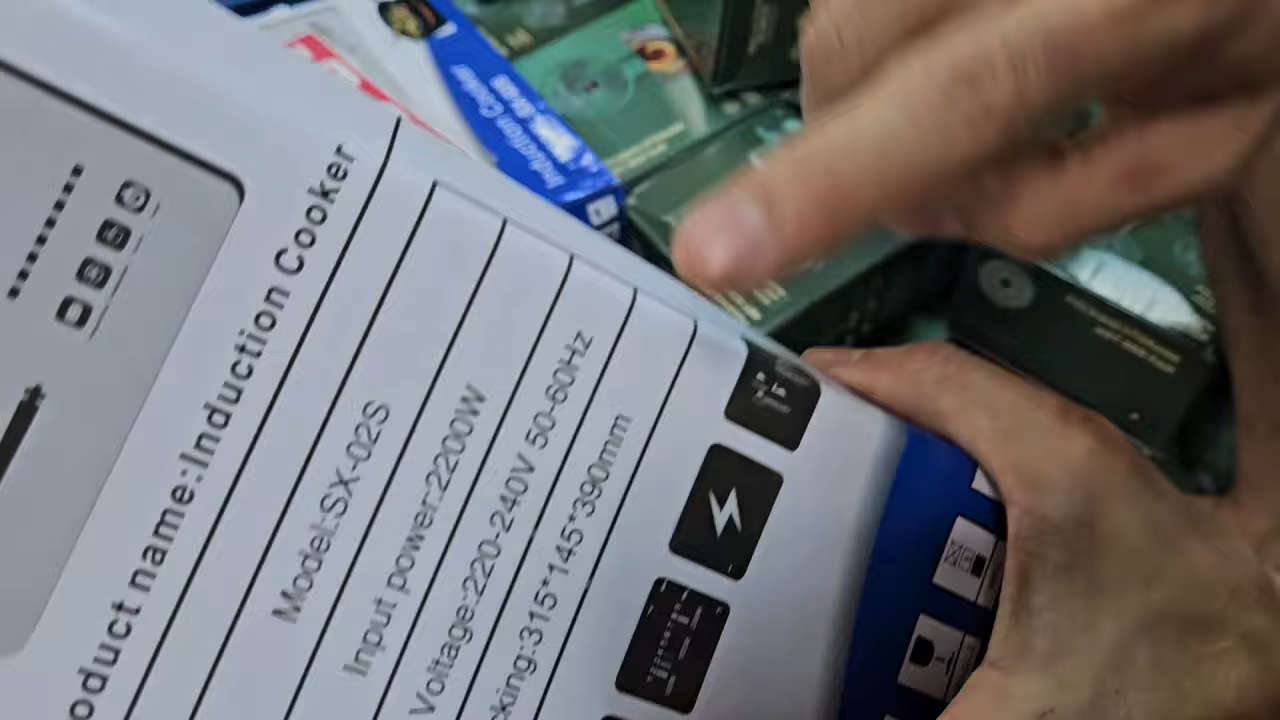 oduct name:Induction Cooker
Model:SX-02S
Input power:2200W
Voltage:220-240V 50-60Hz
cking:315*145*390mm
Induction Cooker